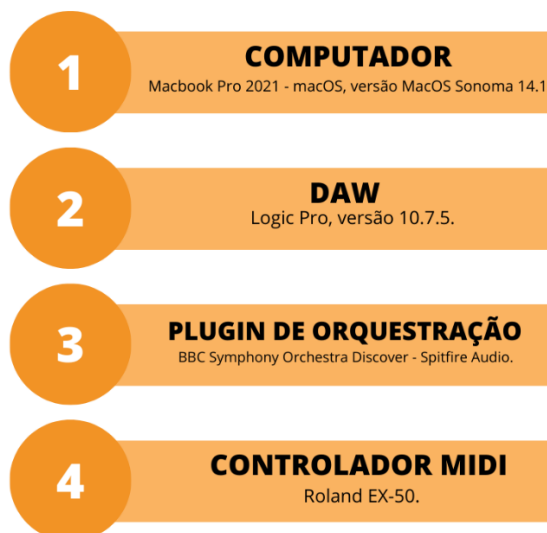 1
COMPUTADOR
Macbook Pro 2021 - macOS, versão MacOS Sonoma 14.1
2
DAW
Logic Pro, versão 10.7.5.
3
PLUGIN DE ORQUESTRAÇÃO
BBC Symphony Orchestra Discover - Spitfire Audio.
4
CONTROLADOR MIDI
Roland EX-50.